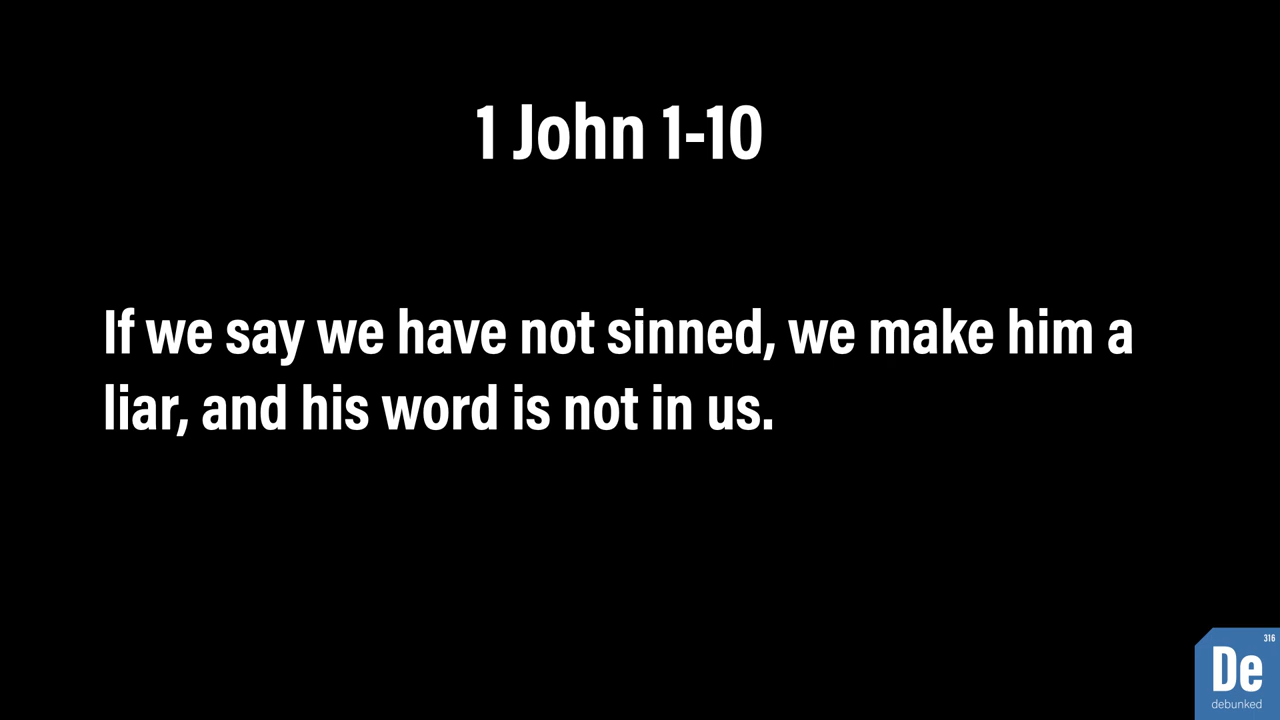 1 John 1-10
If we say we have not sinned, we make him a
liar, and his word is not in us.
316
De
debunked